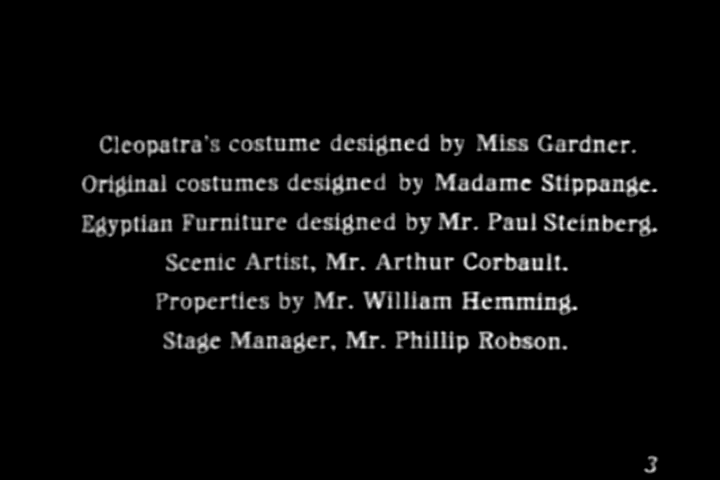 Cleopatra's costume designed by Miss Gardner.
Original costumes designed by Madame Stippange.
Egyptian Furniture designed by Mr. Paul Steinberg.
Scenic Artist, Mr. Arthur Corbault.
Properties by Mr. William Hemming.
Stage Manager, Mr. Phillip Robson.
3